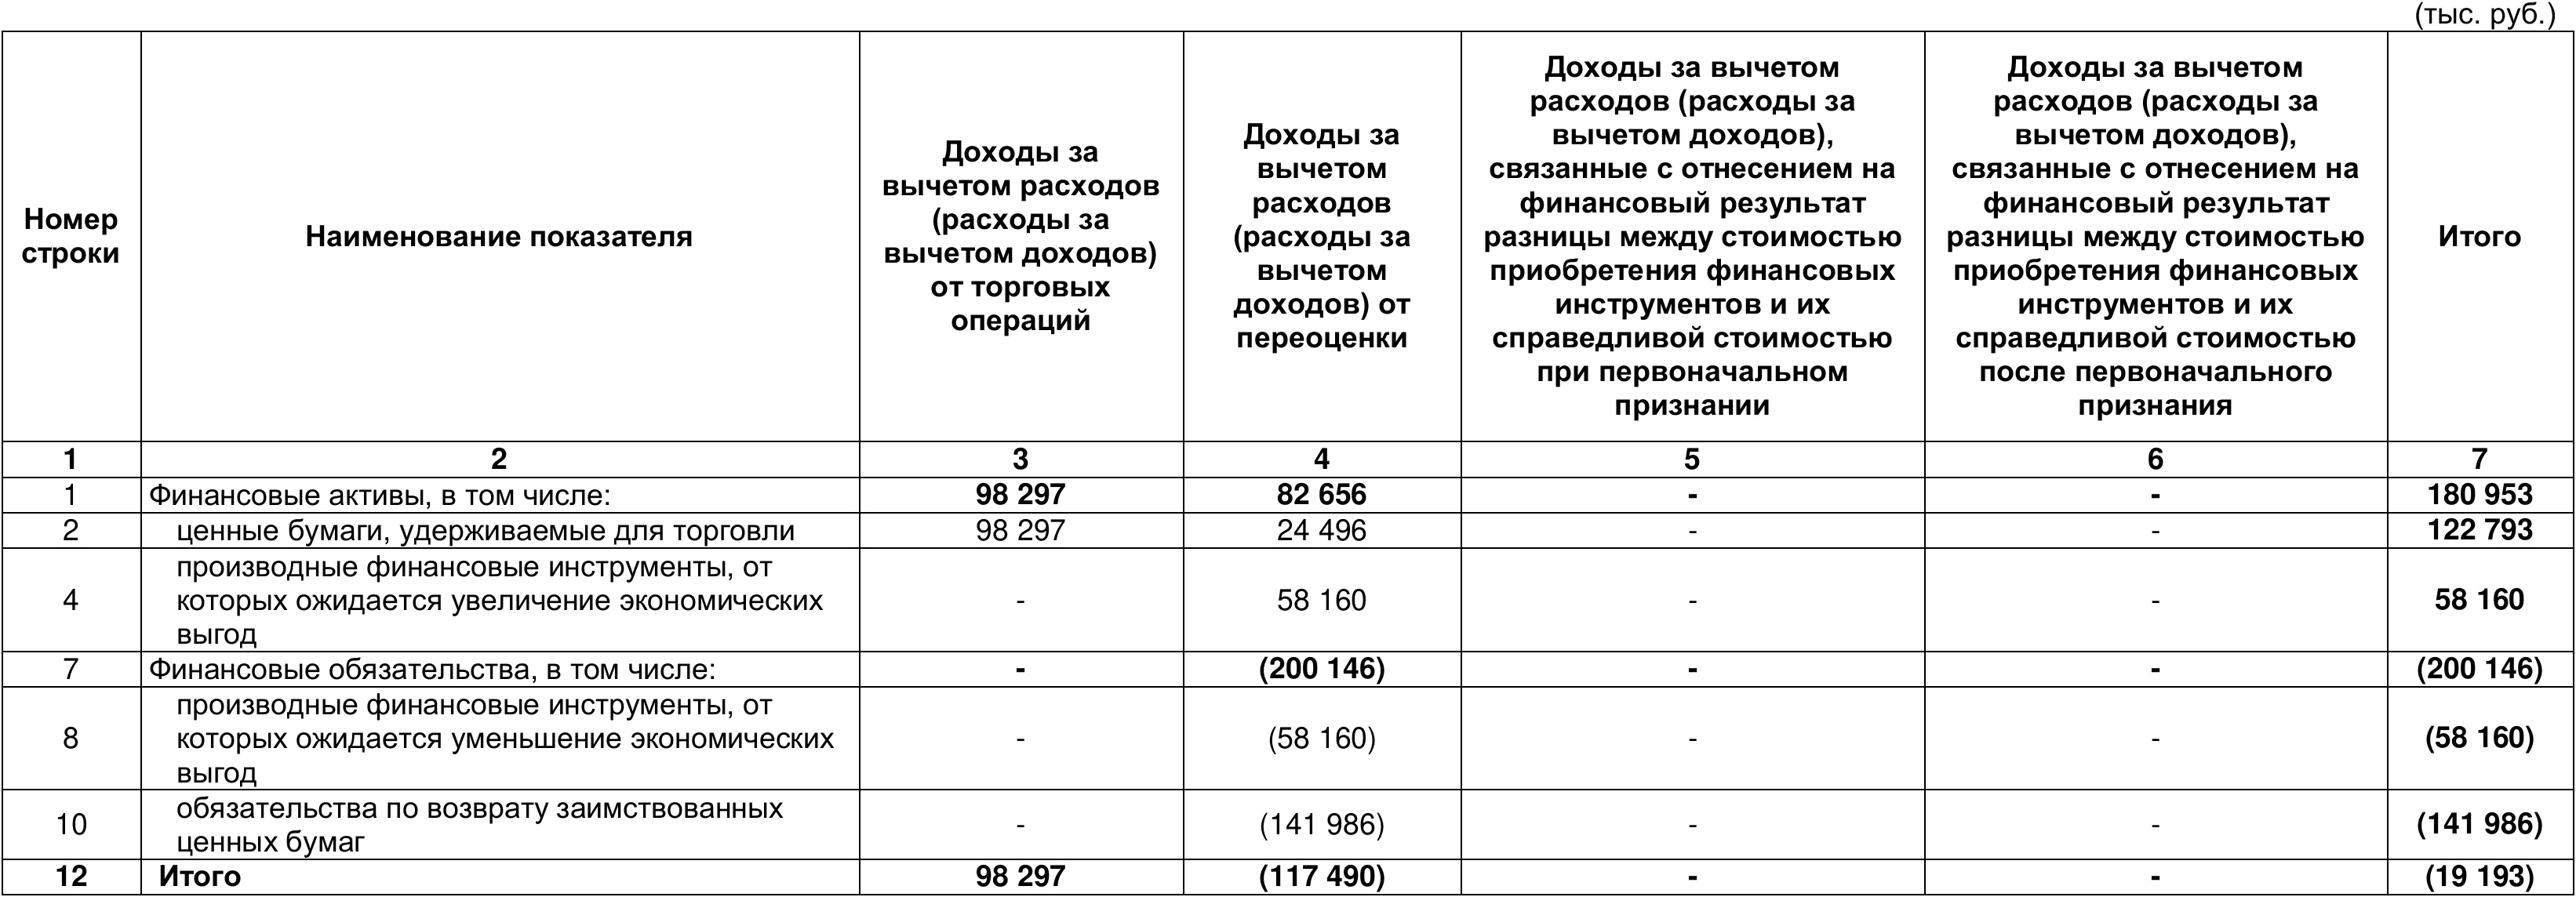 (тыс. руб.)
Номер
строки
Наименование показателя
Доходы за
вычетом расходов
(расходы за
вычетом доходов)
от торговых
операций
Доходы за
вычетом
расходов
(расходы за
вычетом
доходов) от
переоценки
Доходы за вычетом
расходов (расходы за
вычетом доходов),
связанные с отнесением на
финансовый результат
разницы между стоимостью
приобретения финансовых
инструментов и их
справедливой стоимостью
при первоначальном
признании
Доходы за вычетом
расходов (расходы за
вычетом доходов),
связанные с отнесением на
финансовый результат
разницы между стоимостью
приобретения финансовых
инструментов и их
справедливой стоимостью
после первоначального
признания
Итого
1 2 3 4 5 6 7
1 Финансовые активы, в том числе: 98 297 82 656 - - 180 953
2 ценные бумаги, удерживаемые для торговли 98 297 24 496 - - 122 793
производные финансовые инструменты, от
4 которых ожидается увеличение экономических - 58 160 - - 58 160
выгод
7 Финансовые обязательства, в том числе: - (200 146) - - (200 146)
производные финансовые инструменты, от
8 которых ожидается уменьшение экономических - (58 160) - - (58 160)
выгод
10 обязательства по возврату заимствованных - (141 986) - - (141 986)
ценных бумаг
12 Итого 98 297 (117 490) - - (19 193)